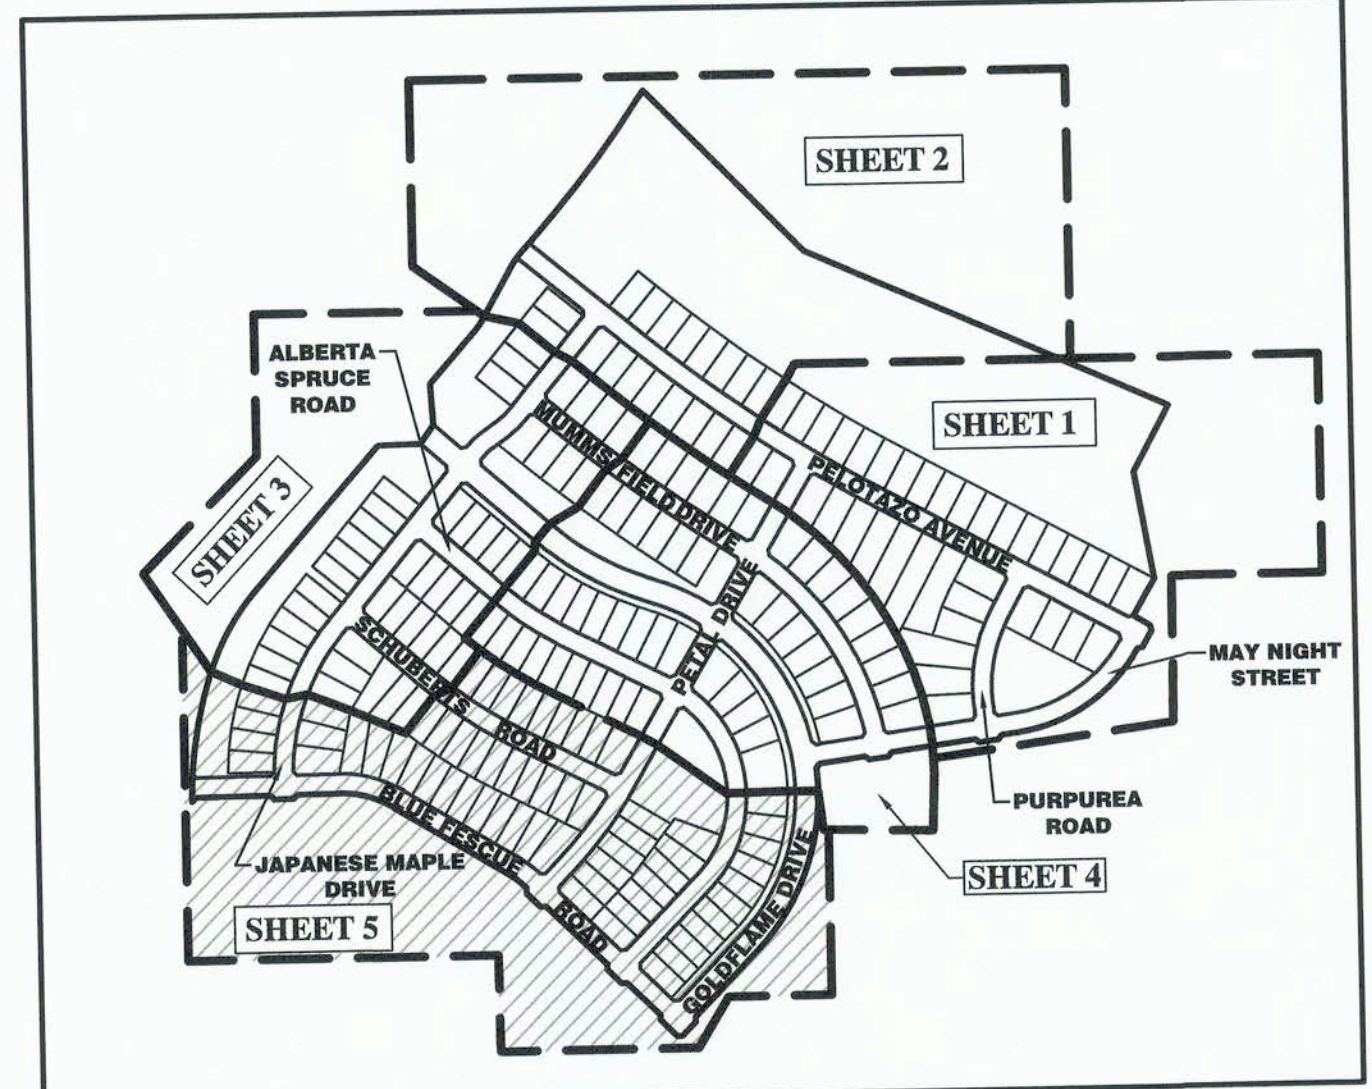 SHEET 2
ALBERTA
SPRUCE
ROAD
SHEET 1
MUMMS FIELD DRIVE
PELOTAZO AVENUE
SHEET 3
PETAL DRIVE
SCHUBERTS ROAD
MAY NIGHT
STREET
BLUE FESCUE ROAD
PURPUREA
ROAD
JAPANESE MAPLE
DRIVE
GOLDFLAME DRIVE
SHEET 4
SHEET 5